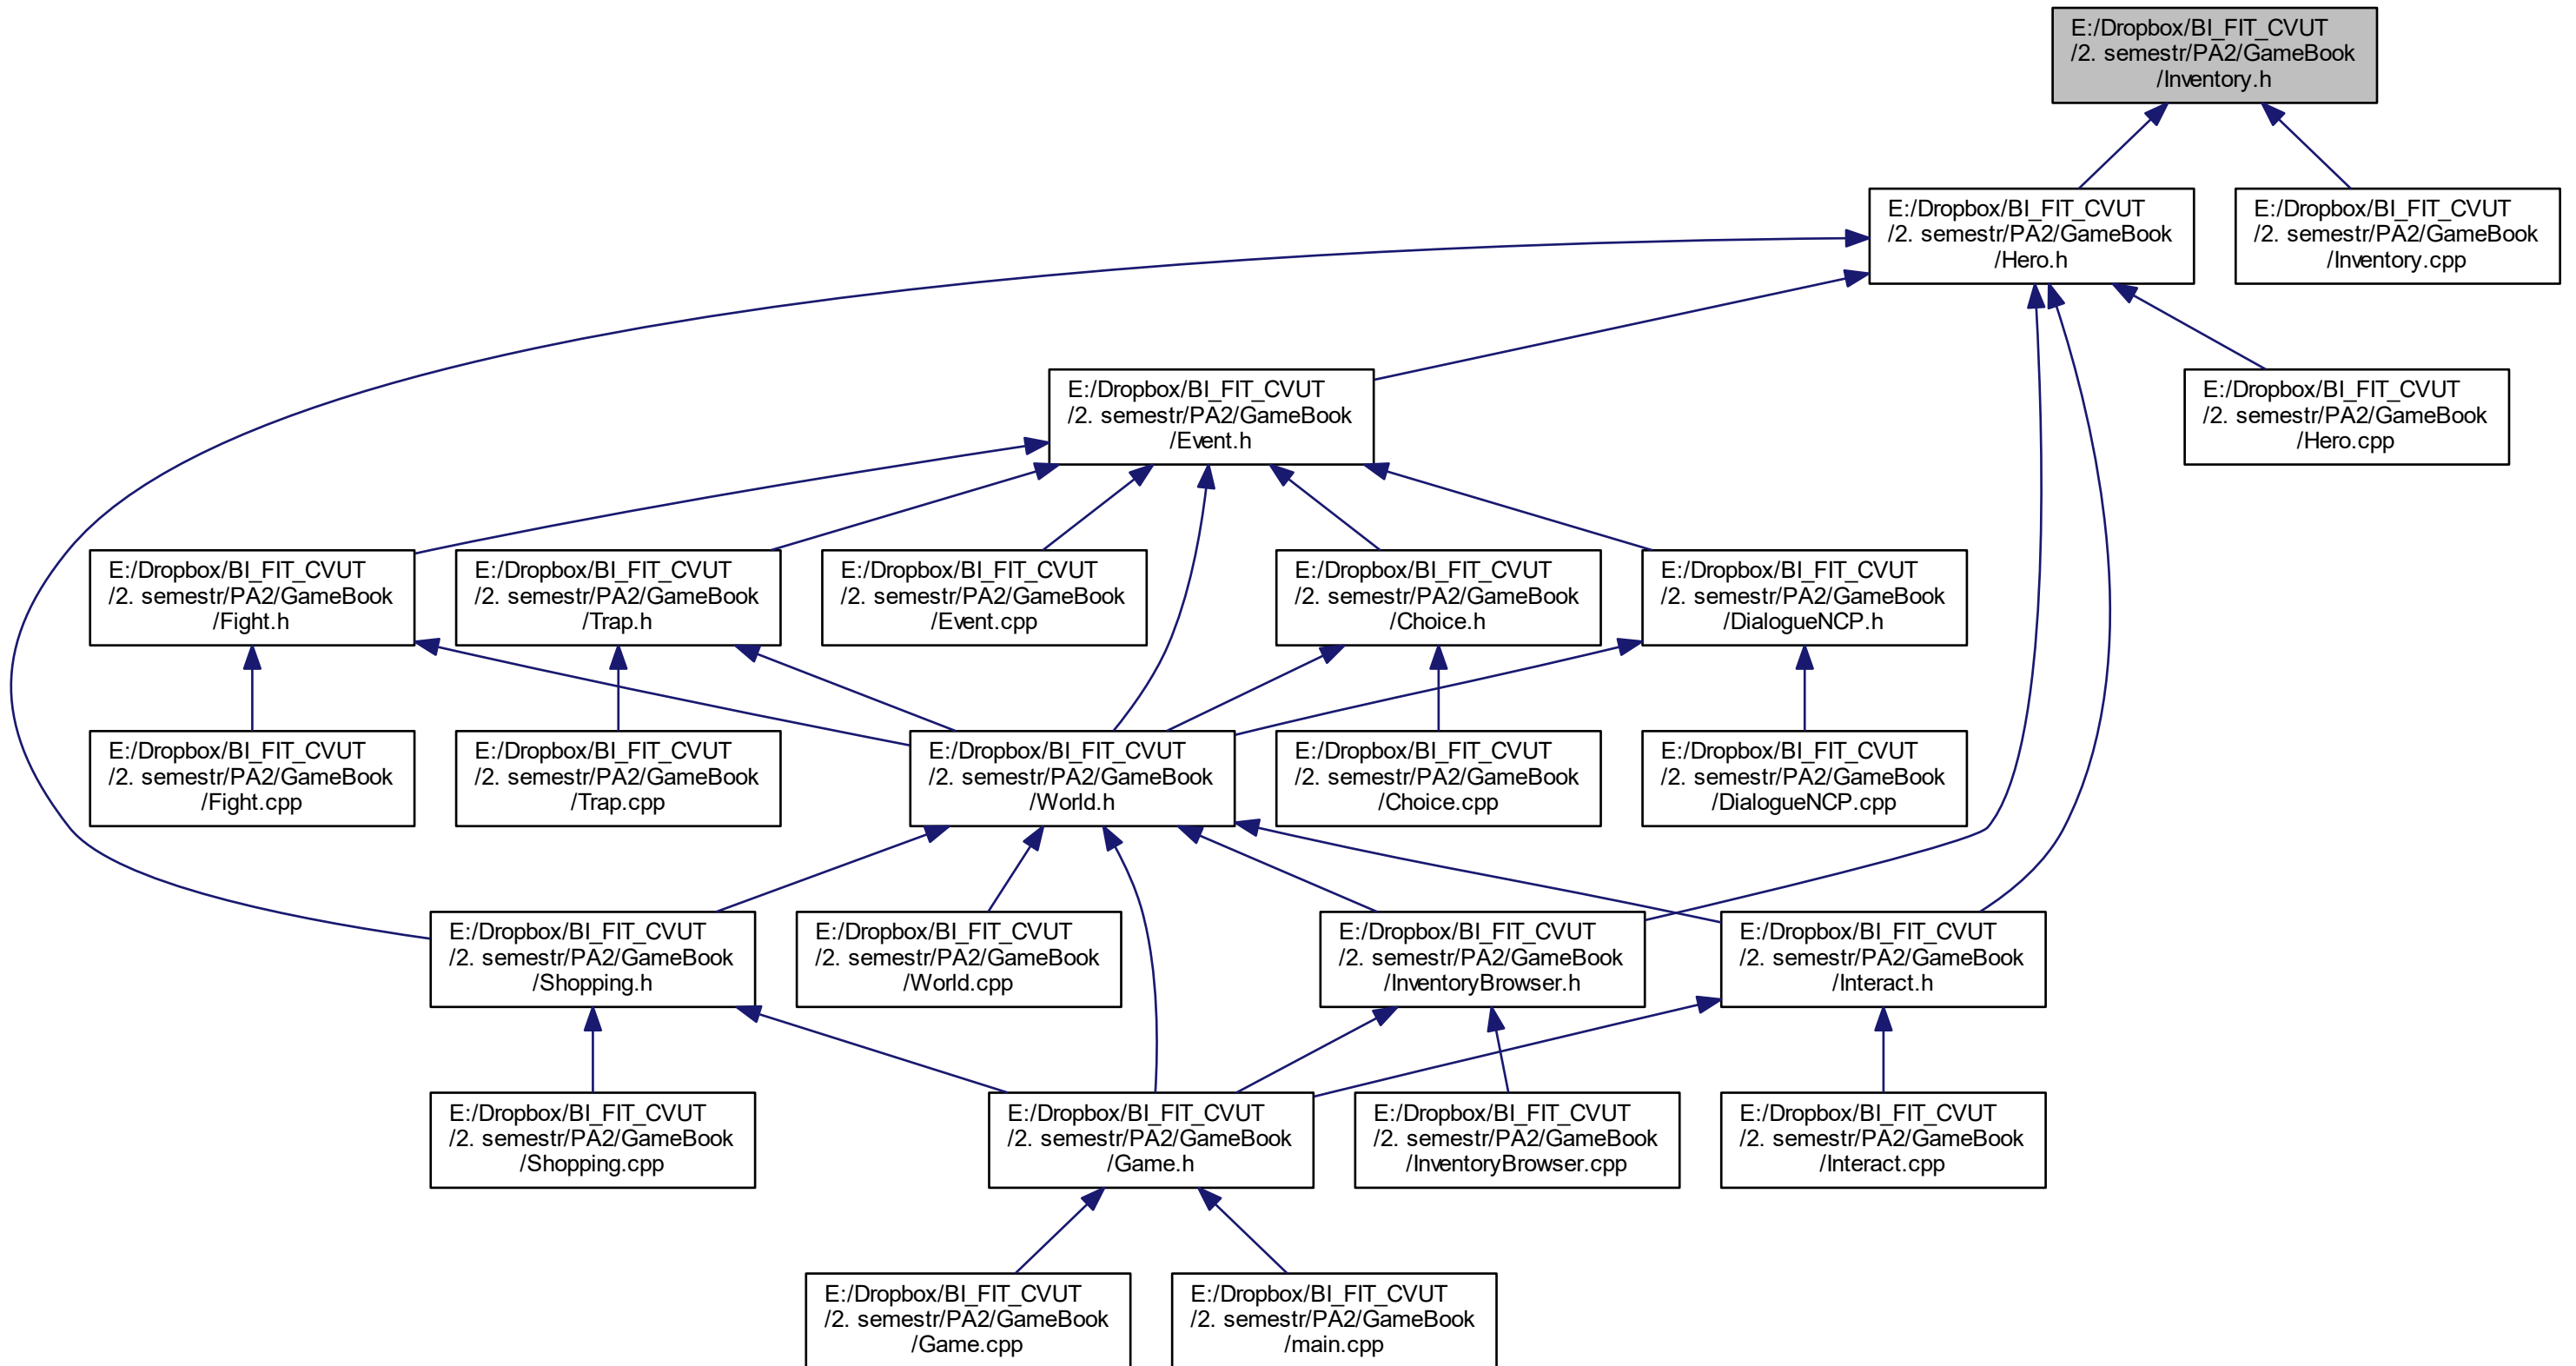 E:/Dropbox/BI_FIT_CVUT
/2. semestr/PA2/GameBook
/Inventory.h
E:/Dropbox/BI_FIT_CVUT
/2. semestr/PA2/GameBook
/Hero.h
E:/Dropbox/BI_FIT_CVUT
/2. semestr/PA2/GameBook
/Inventory.cpp
E:/Dropbox/BI_FIT_CVUT
/2. semestr/PA2/GameBook
/Event.h
E:/Dropbox/BI_FIT_CVUT
/2. semestr/PA2/GameBook
/Hero.cpp
E:/Dropbox/BI_FIT_CVUT
/2. semestr/PA2/GameBook
/Fight.h
E:/Dropbox/BI_FIT_CVUT
/2. semestr/PA2/GameBook
/Trap.h
E:/Dropbox/BI_FIT_CVUT
/2. semestr/PA2/GameBook
/Event.cpp
E:/Dropbox/BI_FIT_CVUT
/2. semestr/PA2/GameBook
/Choice.h
E:/Dropbox/BI_FIT_CVUT
/2. semestr/PA2/GameBook
/DialogueNCP.h
E:/Dropbox/BI_FIT_CVUT
/2. semestr/PA2/GameBook
/Fight.cpp
E:/Dropbox/BI_FIT_CVUT
/2. semestr/PA2/GameBook
/Trap.cpp
E:/Dropbox/BI_FIT_CVUT
/2. semestr/PA2/GameBook
/World.h
E:/Dropbox/BI_FIT_CVUT
/2. semestr/PA2/GameBook
/Choice.cpp
E:/Dropbox/BI_FIT_CVUT
/2. semestr/PA2/GameBook
/DialogueNCP.cpp
E:/Dropbox/BI_FIT_CVUT
/2. semestr/PA2/GameBook
/Shopping.h
E:/Dropbox/BI_FIT_CVUT
/2. semestr/PA2/GameBook
/World.cpp
E:/Dropbox/BI_FIT_CVUT
/2. semestr/PA2/GameBook
/InventoryBrowser.h
E:/Dropbox/BI_FIT_CVUT
/2. semestr/PA2/GameBook
/Interact.h
E:/Dropbox/BI_FIT_CVUT
/2. semestr/PA2/GameBook
/Shopping.cpp
E:/Dropbox/BI_FIT_CVUT
/2. semestr/PA2/GameBook
/Game.h
E:/Dropbox/BI_FIT_CVUT
/2. semestr/PA2/GameBook
/InventoryBrowser.cpp
E:/Dropbox/BI_FIT_CVUT
/2. semestr/PA2/GameBook
/Interact.cpp
E:/Dropbox/BI_FIT_CVUT
/2. semestr/PA2/GameBook
/Game.cpp
E:/Dropbox/BI_FIT_CVUT
/2. semestr/PA2/GameBook
/main.cpp